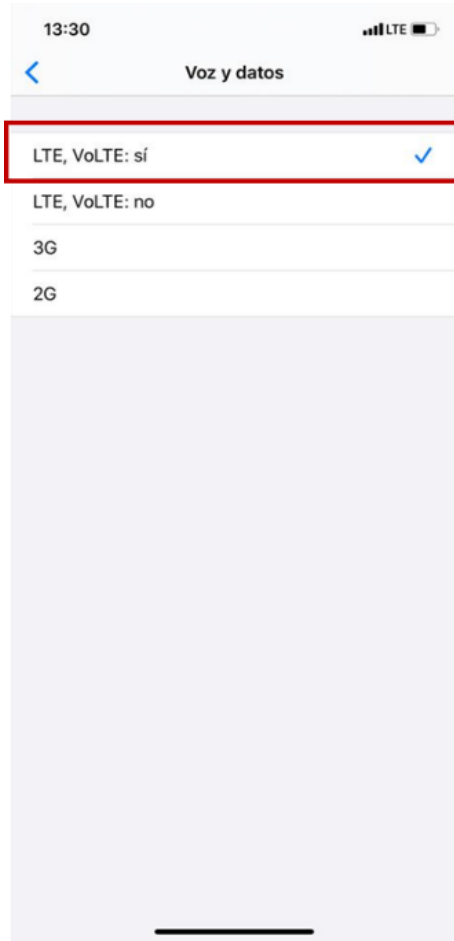 13:30 LTE
Voz y datos
LTE, VoLTE: sí
LTE, VoLTE: no
3G
2G